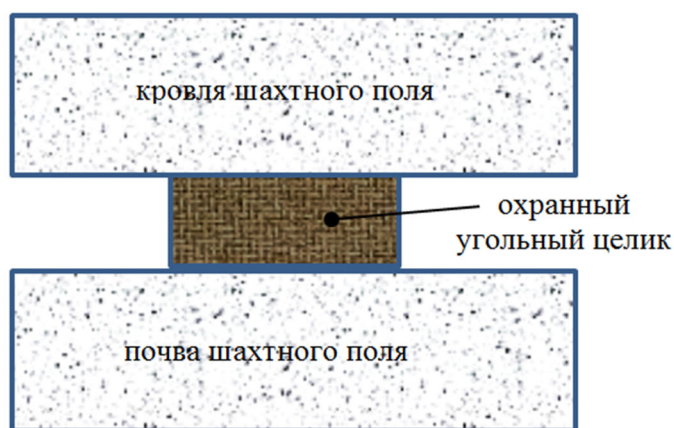 кровля шахтного поля
охранный
угольный целик
почва шахтного поля